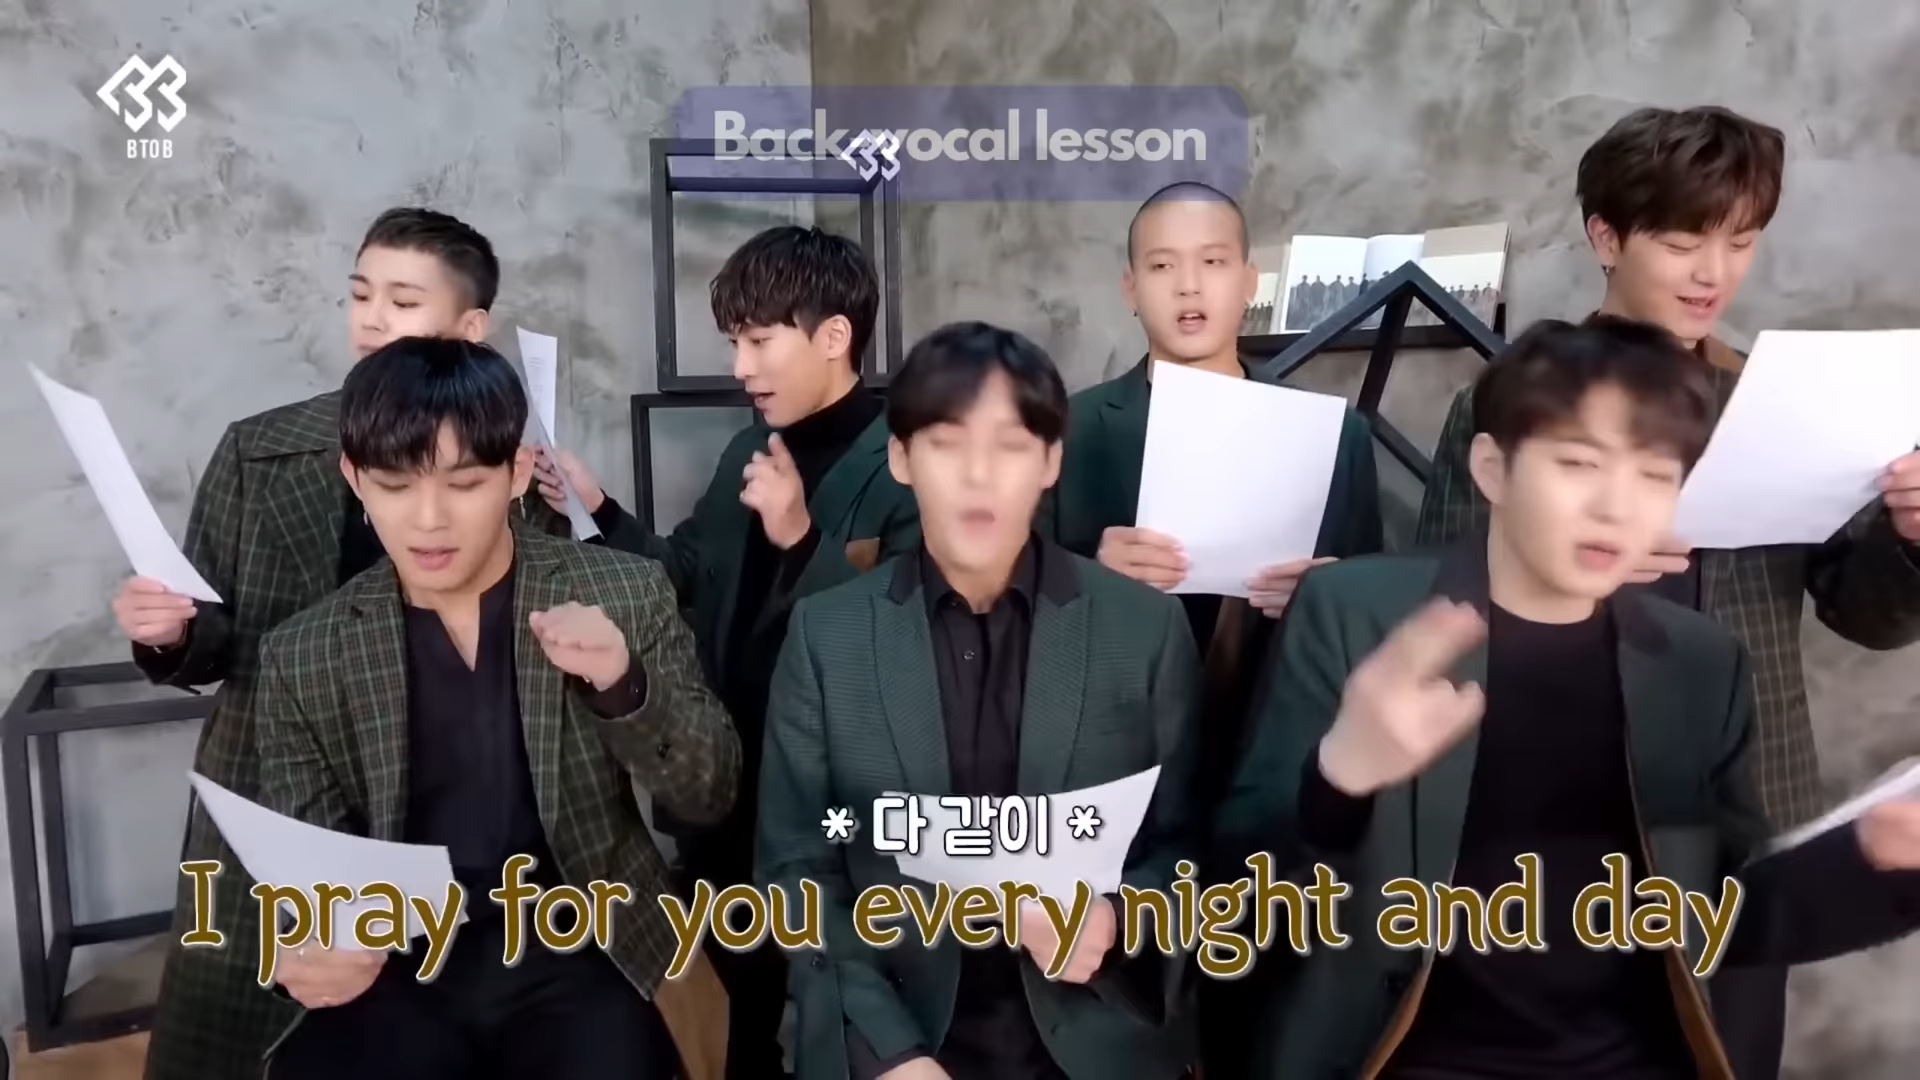 BTOB
Back vocal lesson
* 다 같이 *
I pray for you every night and day